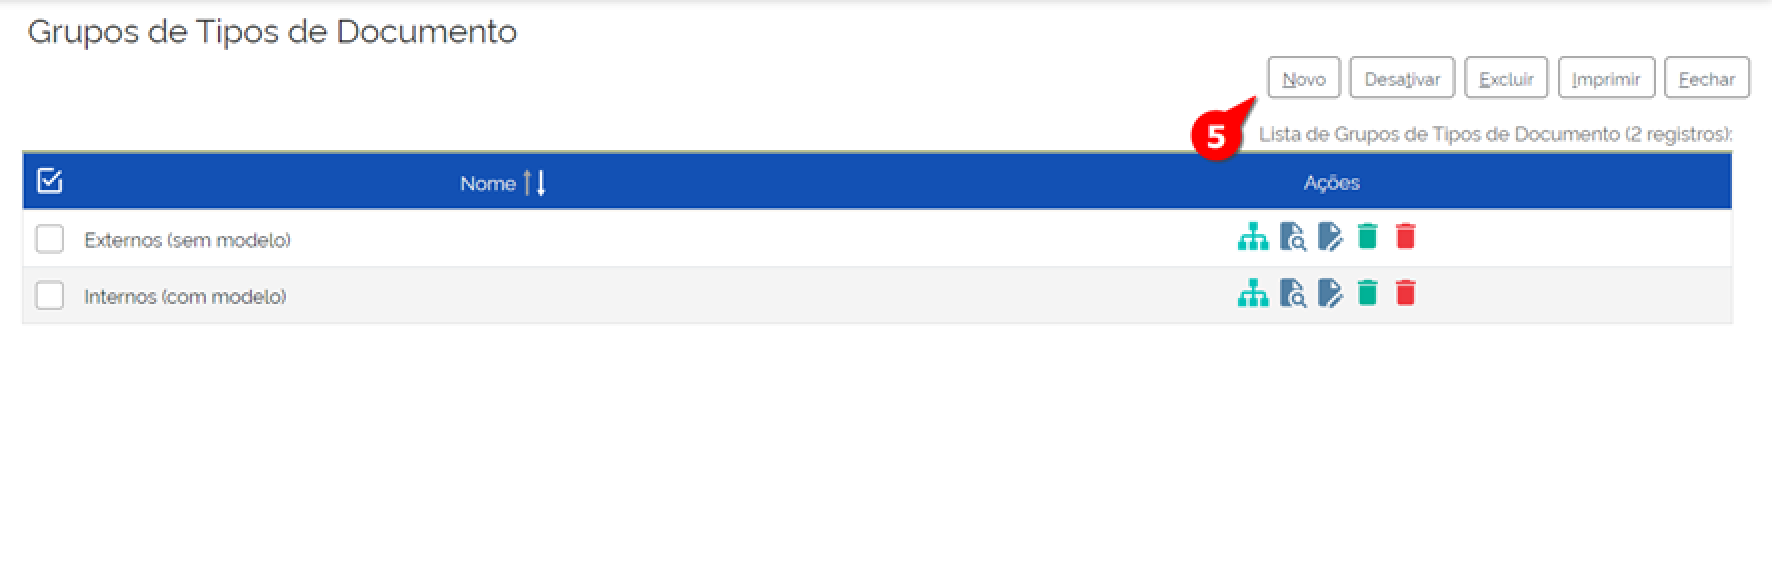 Grupos de Tipos de Documento
Novo Desativar Excluir Imprimir Fechar
5
Lista de Grupos de Tipos de Documento (2 registros):
Nome Ações
Externos (sem modelo)
Internos (com modelo)